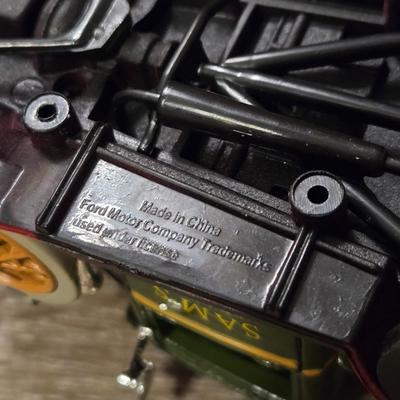 Made in China
Ford Motor Company Trademarks
used under license
SAM'S